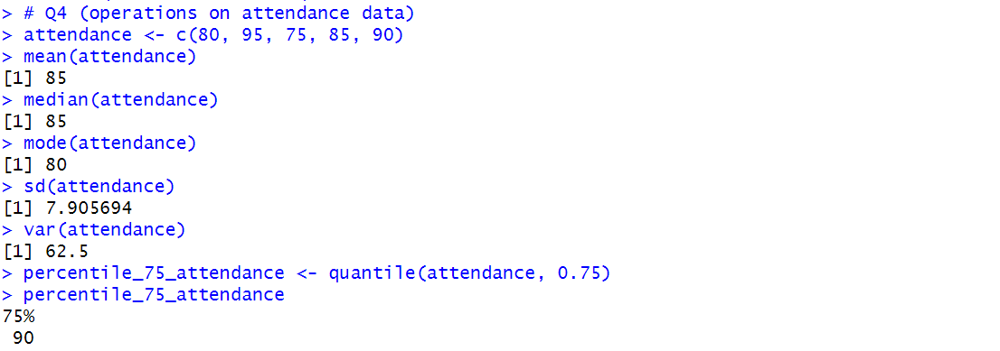 > # Q4 (operations on attendance data)
> attendance <- c(80, 95, 75, 85, 90)
> mean(attendance)
[1] 85
> median(attendance)
[1] 85
> mode(attendance)
[1] 80
> sd(attendance)
[1] 7.905694
> var(attendance)
[1] 62.5
> percentile_75_attendance <- quantile(attendance, 0.75)
> percentile_75_attendance
75%
 90